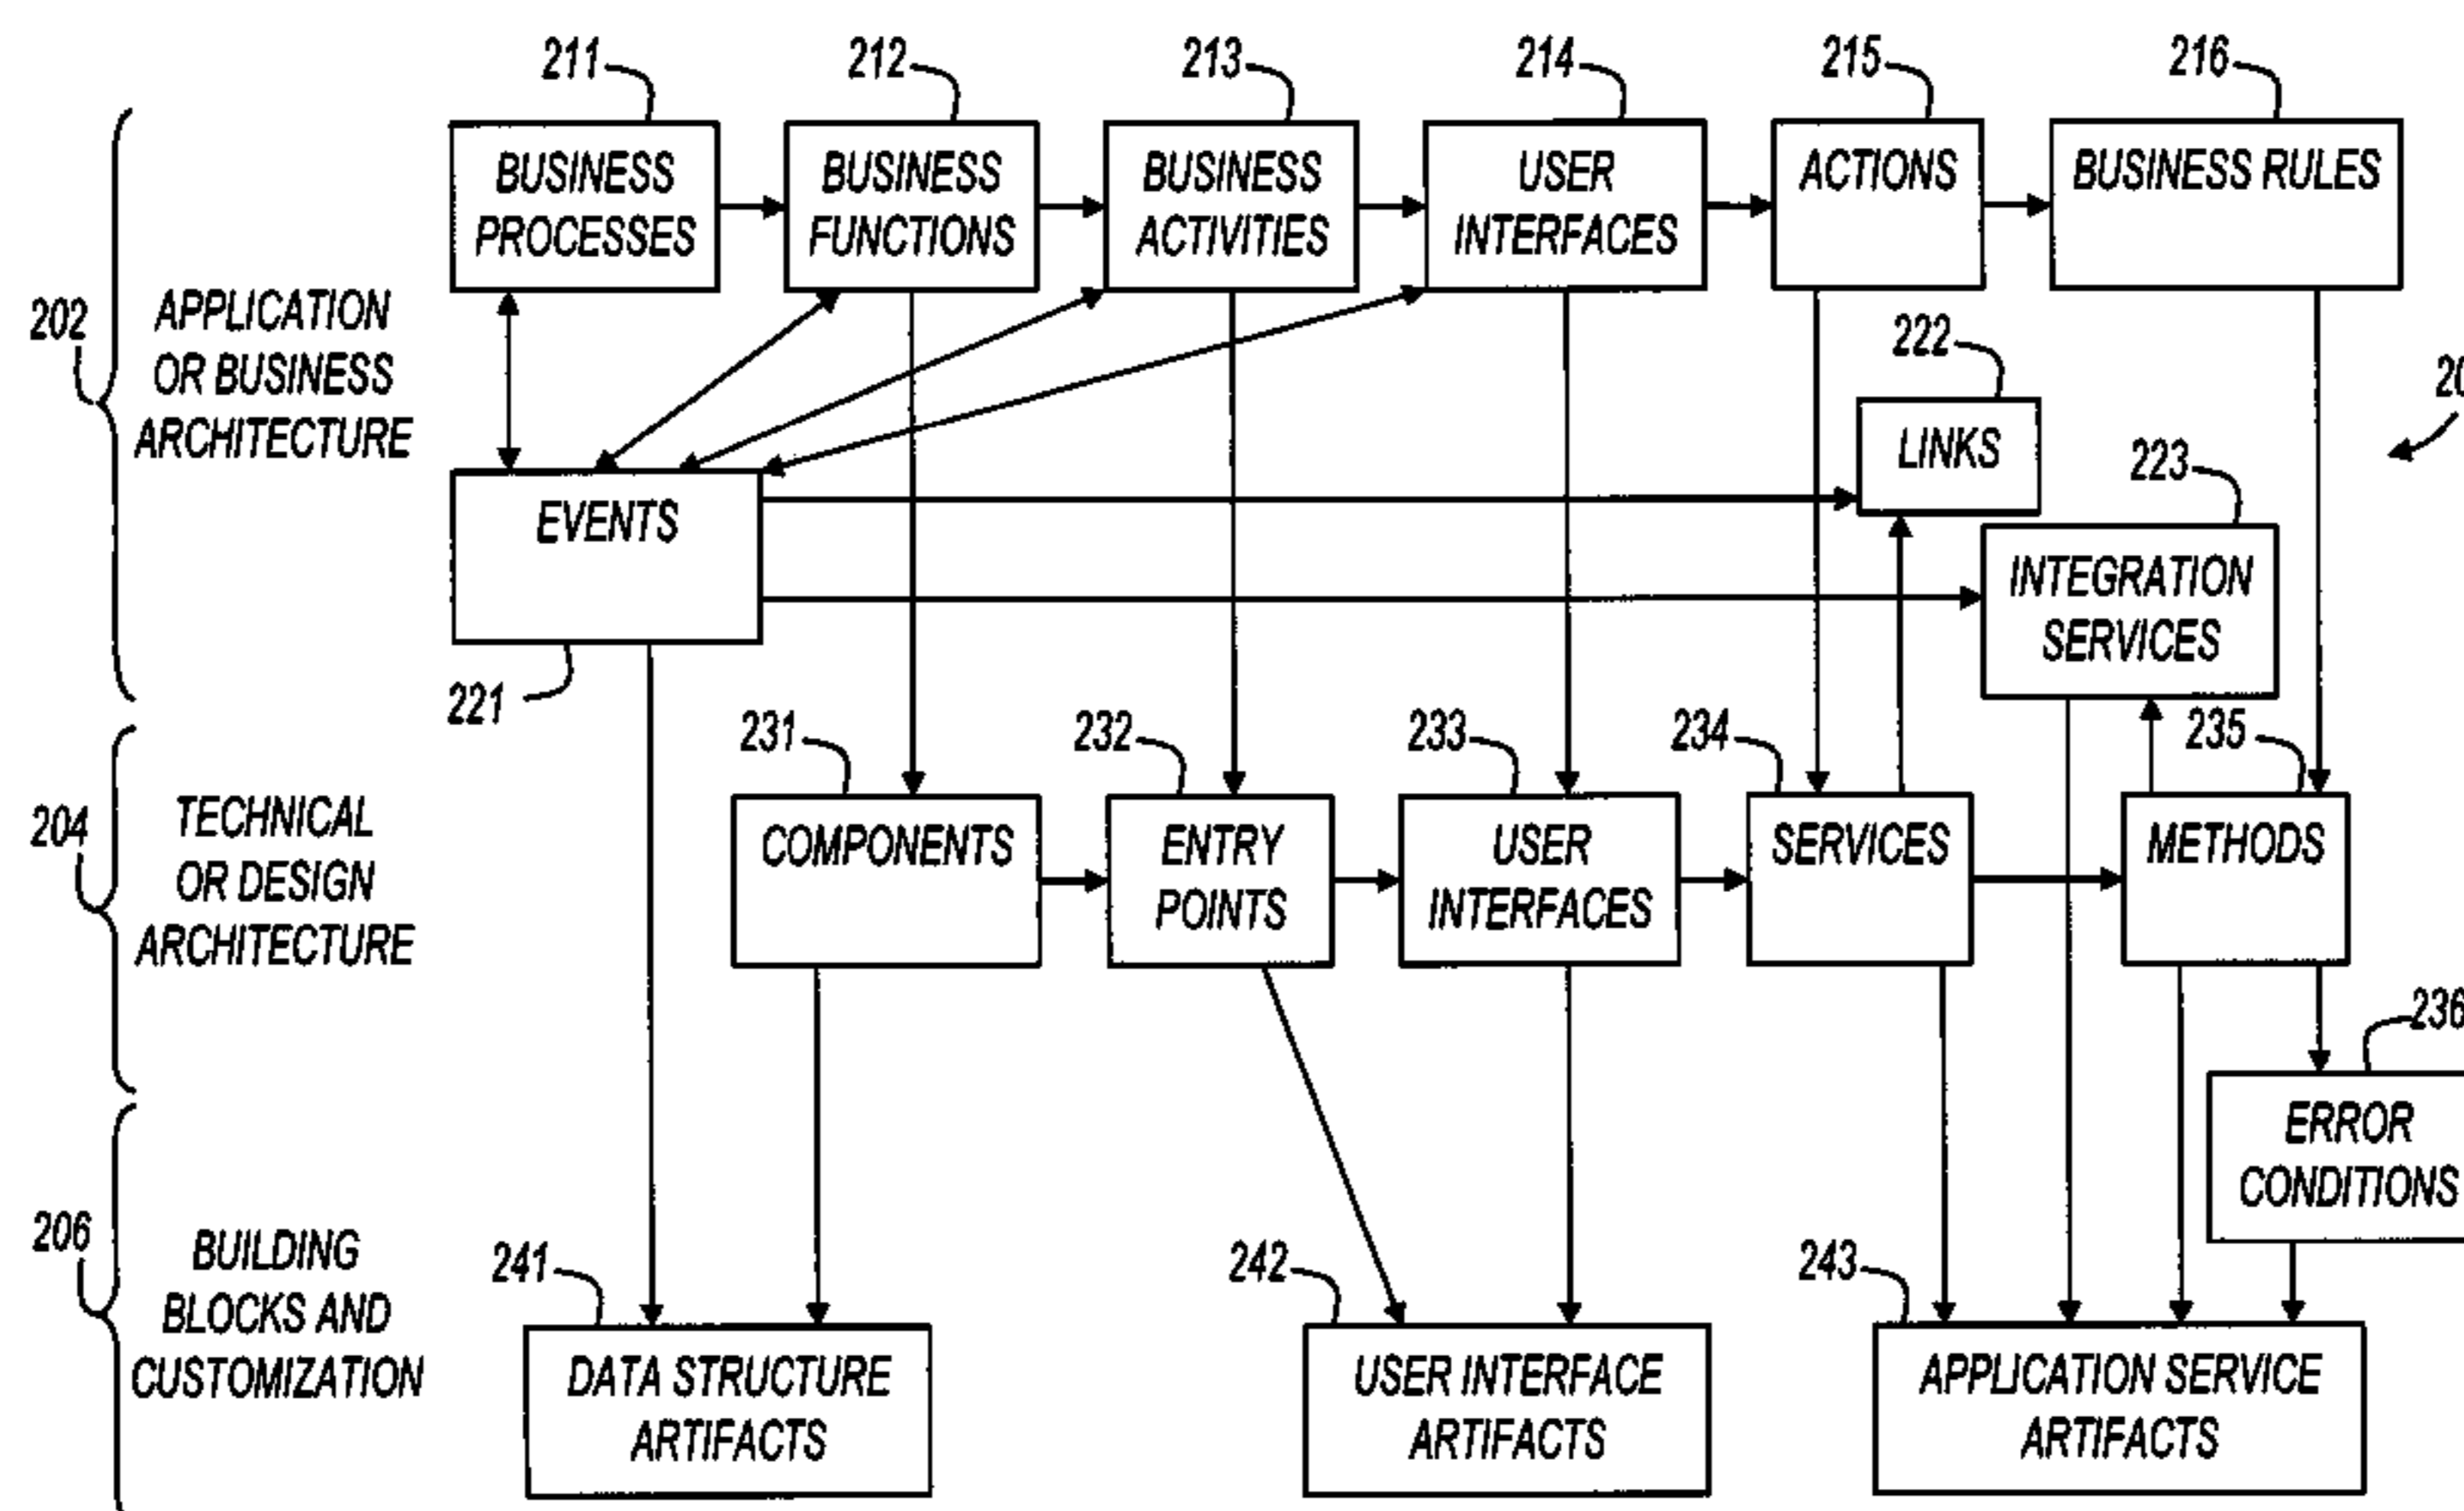 211
212
213
214
215
216
BUSINESS
PROCESSES
BUSINESS
FUNCTIONS
BUSINESS
ACTIVITIES
USER
INTERFACES
ACTIONS
BUSINESS RULES
202
APPLICATION
OR BUSINESS
ARCHITECTURE
222
LINKS
223
EVENTS
INTEGRATION
SERVICES
221
231
232
233
234
235
204
TECHNICAL
OR DESIGN
ARCHITECTURE
COMPONENTS
ENTRY
POINTS
USER
INTERFACES
SERVICES
METHODS
236
ERROR
CONDITIONS
206
BUILDING
BLOCKS AND
CUSTOMIZATION
241
242
243
DATA STRUCTURE
ARTIFACTS
USER INTERFACE
ARTIFACTS
APPLICATION SERVICE
ARTIFACTS